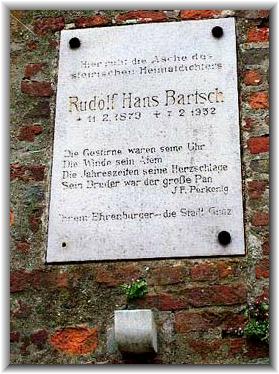 Hier ruht die Asche des
steirischen Heimatdichters
Rudolf Hans Bartsch
* 11.2.1873 + 7.2.1952
Die Gestirne waren seine Uhr
Die Winde sein Atem
Die Jahreszeiten seine Herzschläge
Sein Bruder war der große Pan
J.F. Perkonig
Ihrem Ehrenbürger - die Stadt Graz